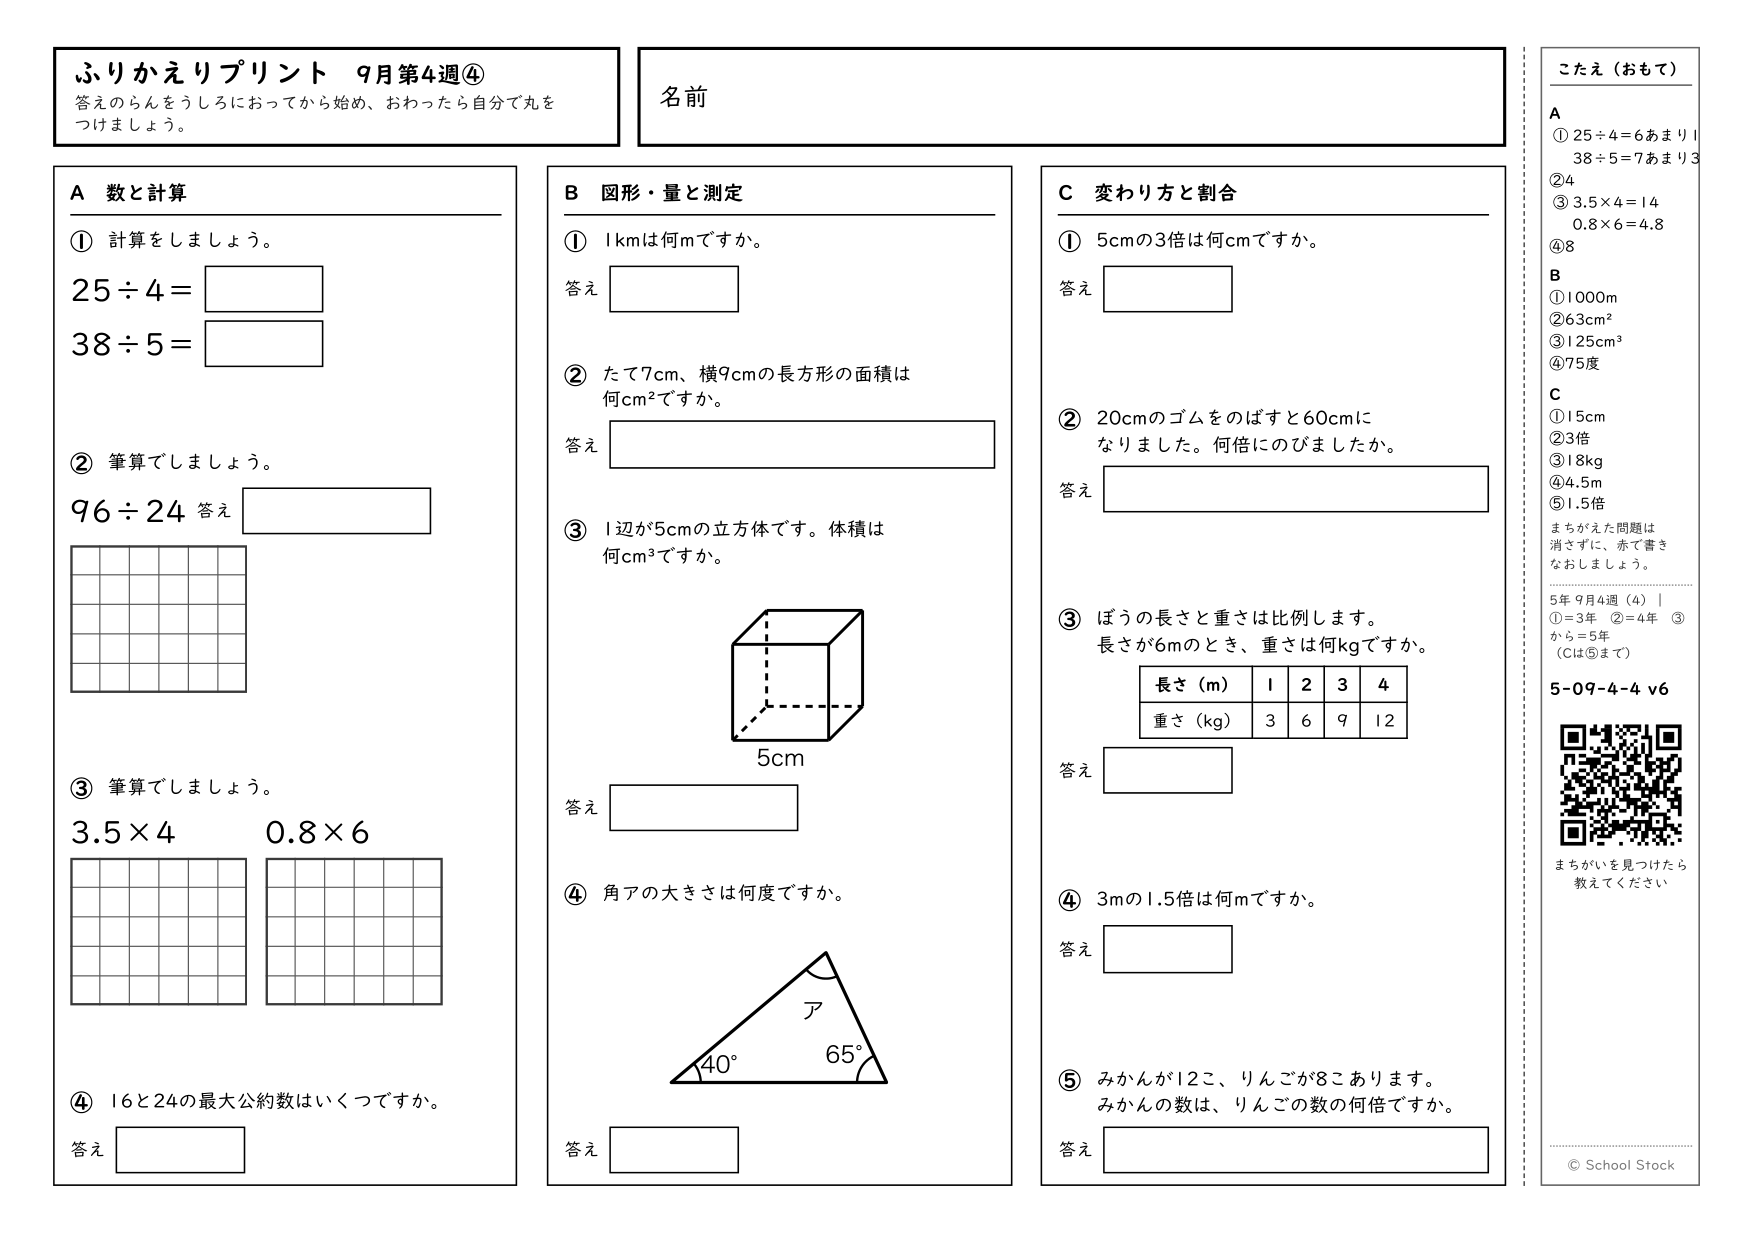 ふりかえりプリント　9月第4週④
答えのらんをうしろにおってから始め、おわったら自分で丸を
つけましょう。
名前
A　数と計算
① 計算をしましょう。
25÷4＝
38÷5＝
② 筆算でしましょう。
96÷24 答え
③ 筆算でしましょう。
3.5×4　0.8×6
④ 16と24の最大公約数はいくつですか。
答え
B　図形・量と測定
① 1kmは何mですか。
答え
② たて7cm、横9cmの長方形の面積は
何cm²ですか。
答え
③ 1辺が5cmの立方体です。体積は
何cm³ですか。
5cm
答え
④ 角アの大きさは何度ですか。
ア
40°
65°
答え
C　変わり方と割合
① 5cmの3倍は何cmですか。
答え
② 20cmのゴムをのばすと60cmに
なりました。何倍にのびましたか。
答え
③ ぼうの長さと重さは比例します。
長さが6mのとき、重さは何kgですか。
長さ（m） 1 2 3 4
重さ（kg） 3 6 9 12
答え
④ 3mの1.5倍は何mですか。
答え
⑤ みかんが12こ、りんごが8こあります。
みかんの数は、りんごの数の何倍ですか。
答え
こたえ（おもて）
A
① 25÷4＝6あまり1
38÷5＝7あまり3
②4
③ 3.5×4＝14
0.8×6＝4.8
④8
B
①1000m
②63cm²
③125cm³
④75度
C
①15cm
②3倍
③18kg
④4.5m
⑤1.5倍
まちがえた問題は
消さずに、赤で書き
なおしましょう。
5年 9月4週（4）｜
①＝3年　②＝4年　③
から＝5年
（Cは⑤まで）
5-09-4-4 v6
まちがいを見つけたら
教えてください
© School Stock